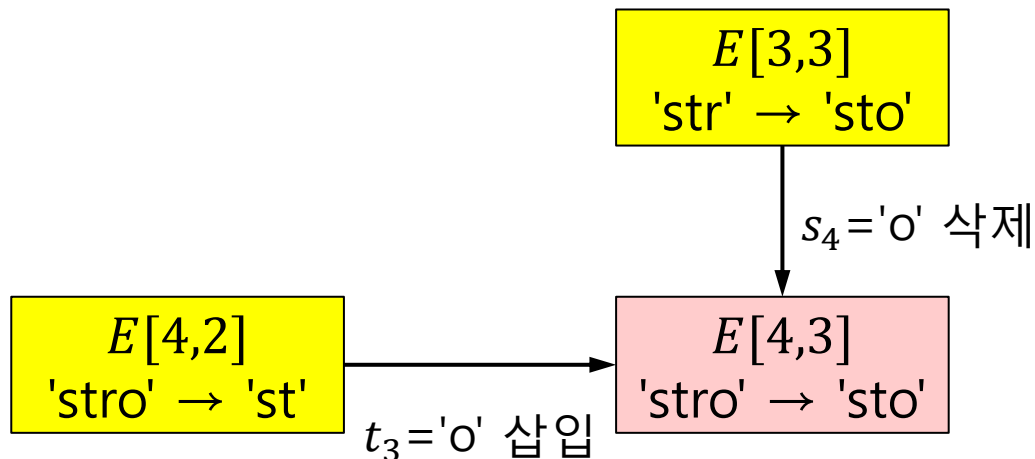 E[3,3]
'str' → 'sto'
s₄='o' 삭제
E[4,2]
'stro' → 'st'
t₃='o' 삽입
E[4,3]
'stro' → 'sto'